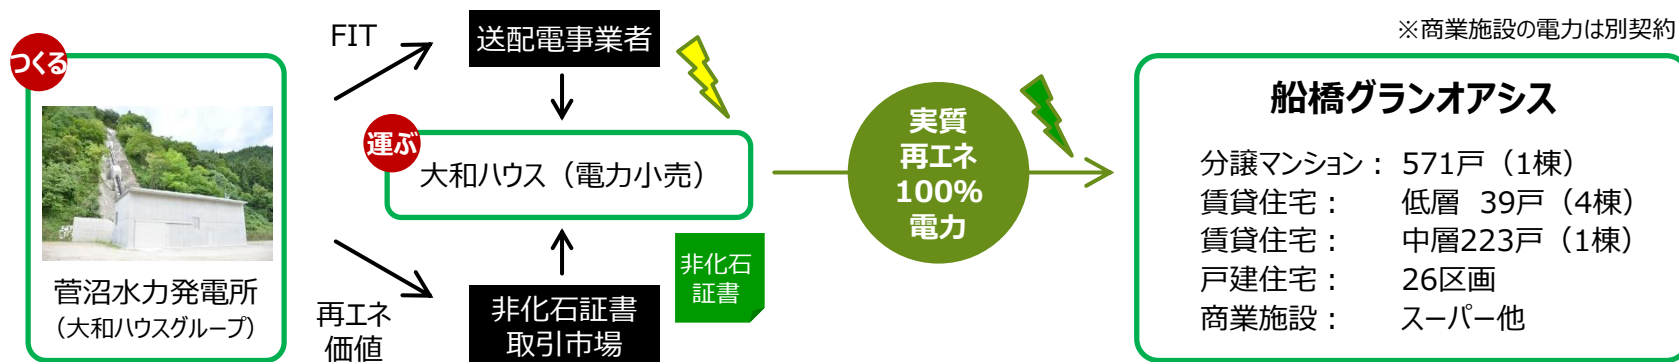 つくる
菅沼水力発電所
(大和ハウスグループ)
FIT
再エネ
価値
送配電事業者
運ぶ
大和ハウス(電力小売)
非化石証書
取引市場
非化石
証書
実質
再エネ
100%
電力
※商業施設の電力は別契約
船橋グランオアシス
分譲マンション: 571戸(1棟)
賃貸住宅: 低層 39戸(4棟)
賃貸住宅: 中層223戸(1棟)
戸建住宅: 26区画
商業施設: スーパー他